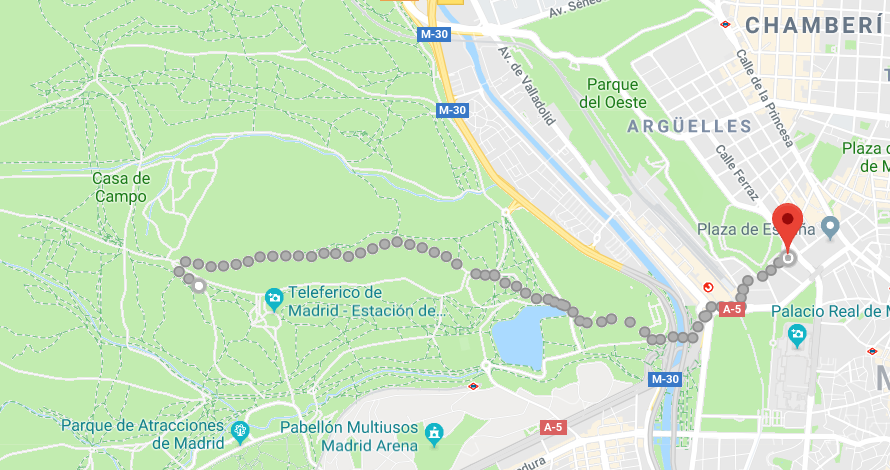 Av. Séneca
M-30
CHAMBERÍ
Av. de Valladolid
M-30
Parque
del Oeste
Calle de la Princesa
ARGÜELLES
Calle Ferraz
Plaza d
de M
Casa de
Campo
Plaza de España
Teleferico de
Madrid - Estación de...
A-5
Palacio Real de M
M-30
M
Parque de Atracciones
de Madrid
Pabellón Multiusos
Madrid Arena
A-5